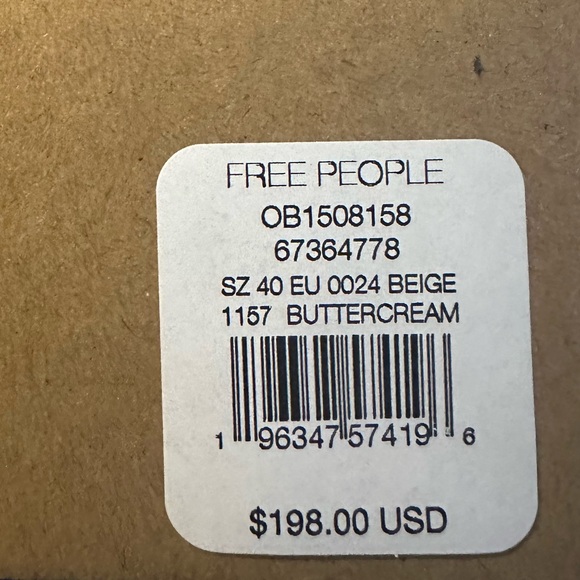 FREE PEOPLE
OB1508158
67364778
SZ 40 EU 0024 BEIGE
1157 BUTTERCREAM
1 96347 57419 6
$198.00 USD